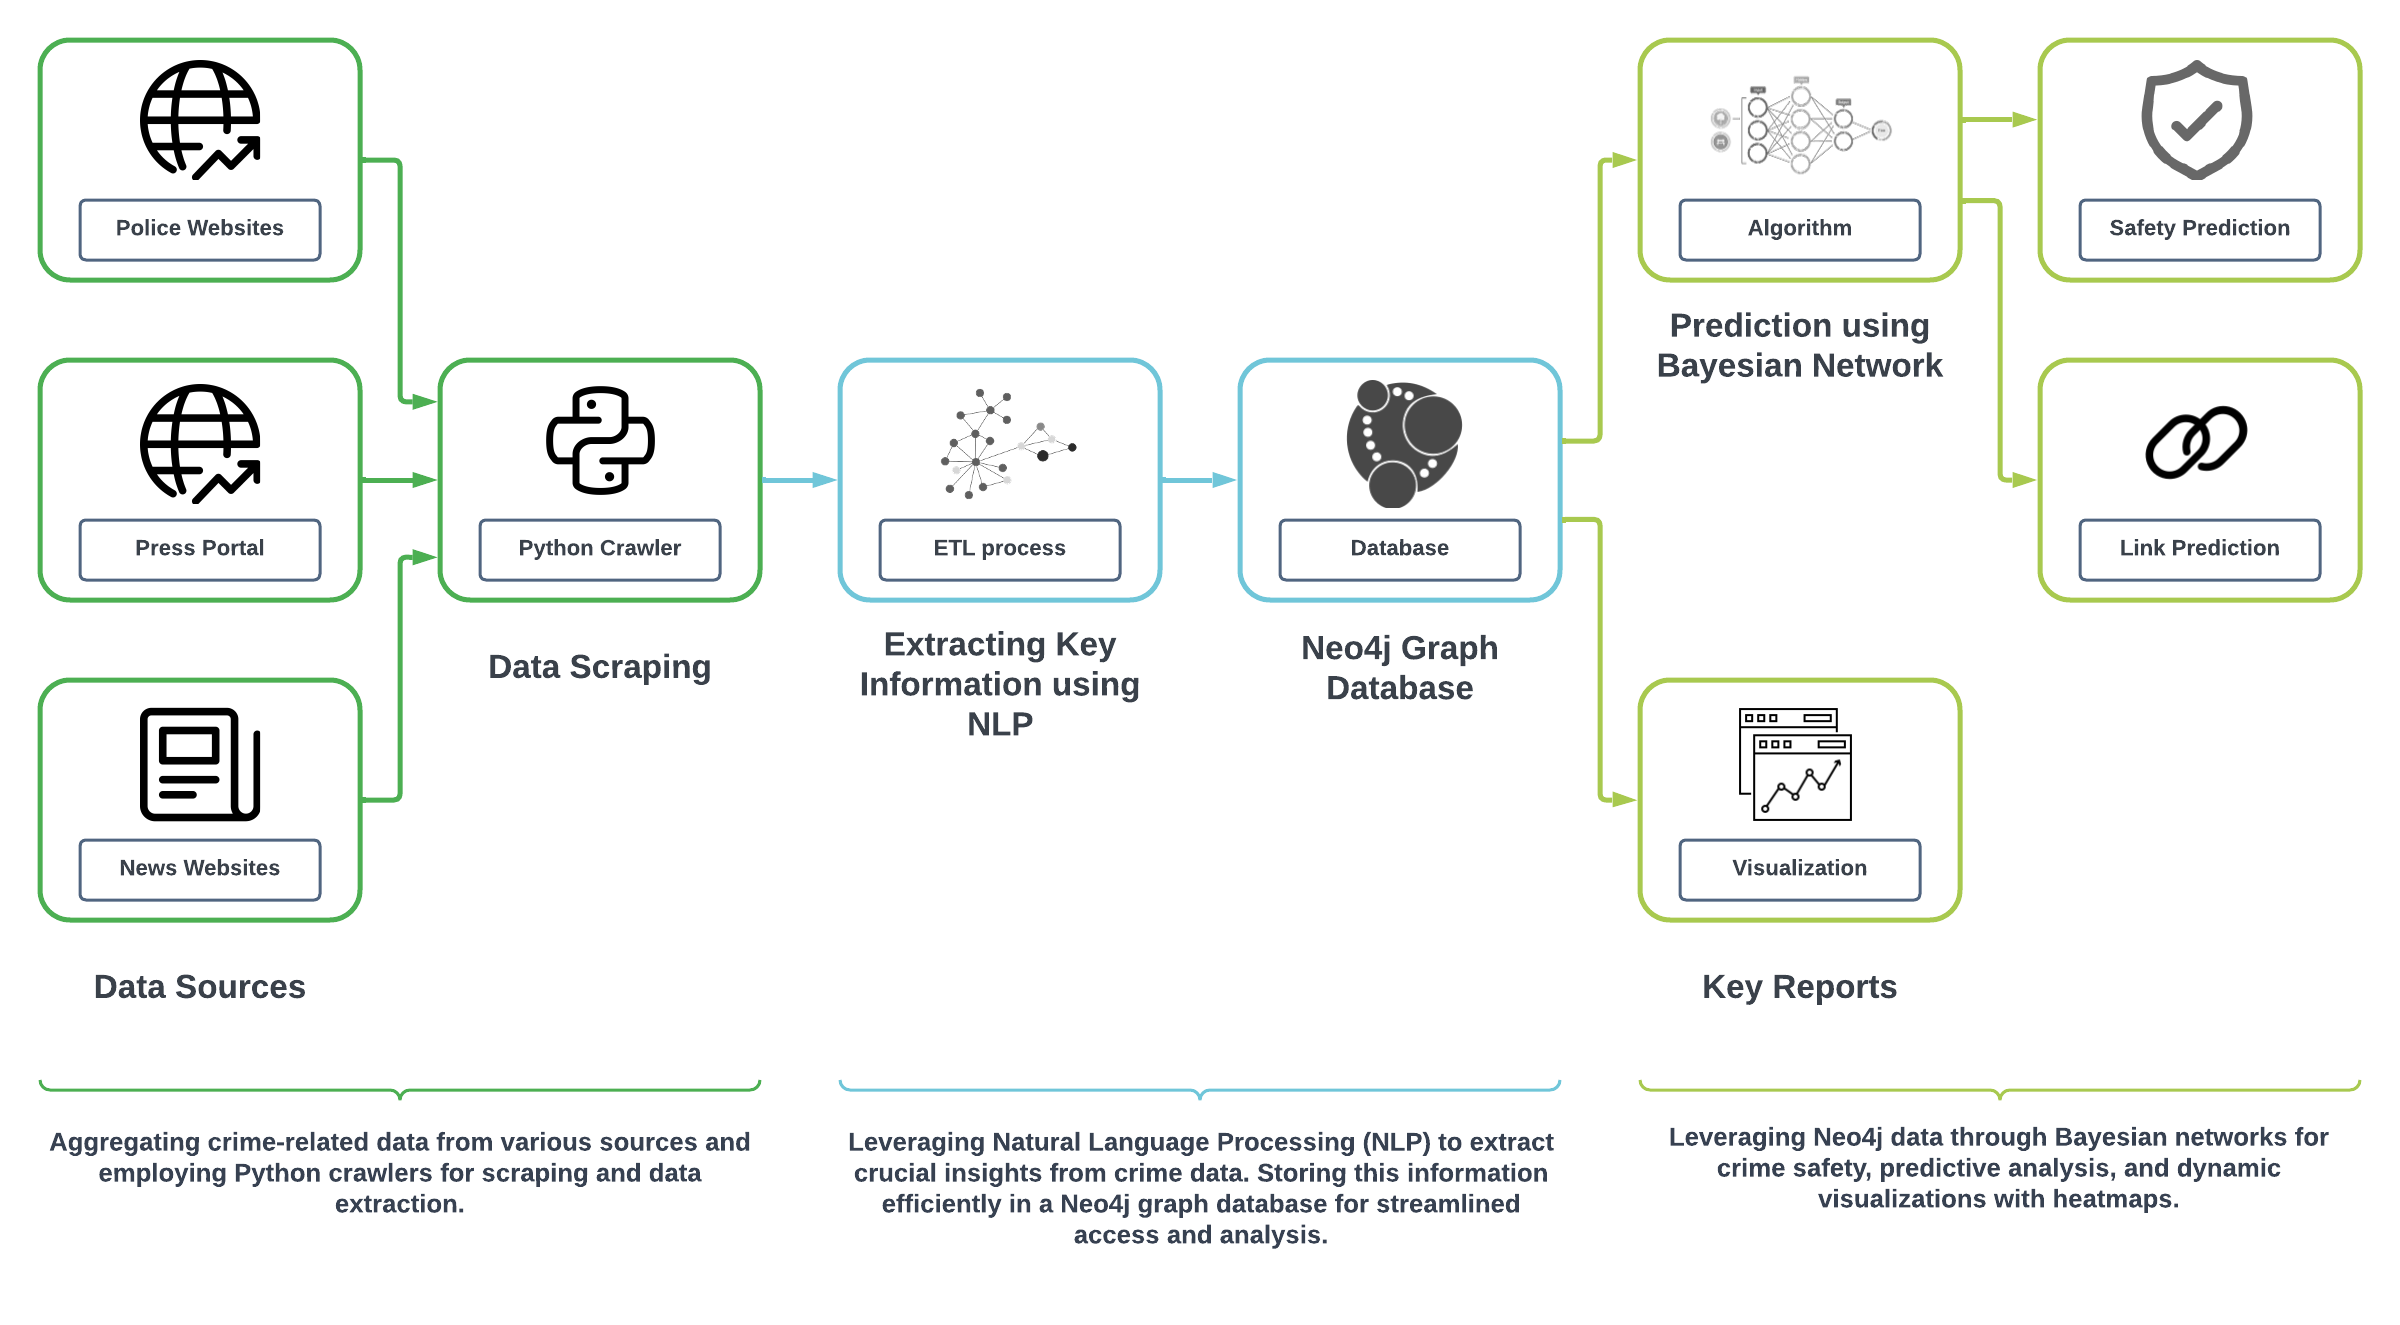 Police Websites
Press Portal
News Websites
Data Sources
Python Crawler
Data Scraping
ETL process
Extracting Key
Information using
NLP
Database
Neo4j Graph
Database
Algorithm
Prediction using
Bayesian Network
Safety Prediction
Link Prediction
Visualization
Key Reports
Aggregating crime-related data from various sources and
employing Python crawlers for scraping and data
extraction.
Leveraging Natural Language Processing (NLP) to extract
crucial insights from crime data. Storing this information
efficiently in a Neo4j graph database for streamlined
access and analysis.
Leveraging Neo4j data through Bayesian networks for
crime safety, predictive analysis, and dynamic
visualizations with heatmaps.